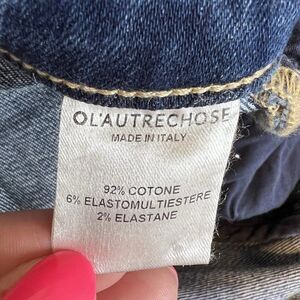 OL'AUTRECHOSE
MADE IN ITALY
92% COTONE
6% ELASTOMULTIESTERE
2% ELASTANE